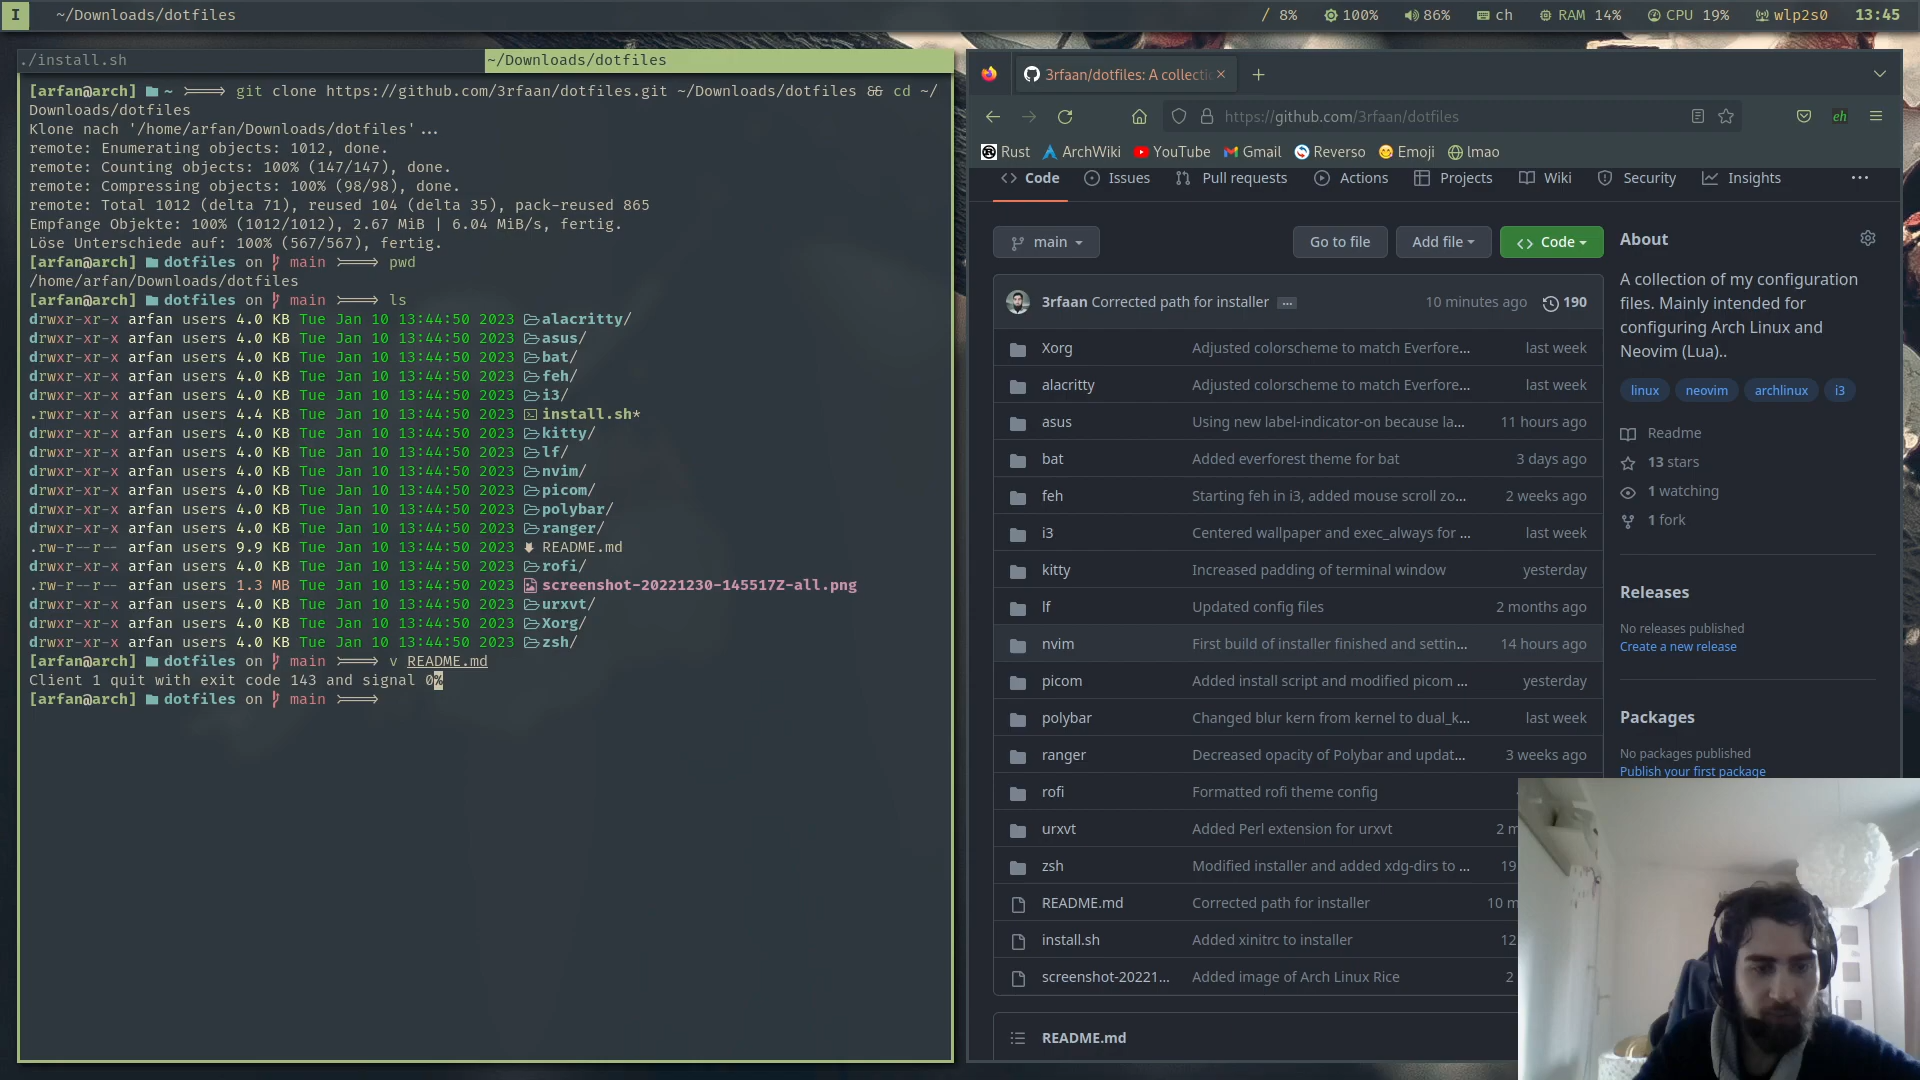 I ~/Downloads/dotfiles / 8% 100% 86% ch RAM 14% CPU 19% wlp2s0 13:45
./install.sh ~/Downloads/dotfiles
[arfan@arch] ~ >==> git clone https://github.com/3rfaan/dotfiles.git ~/Downloads/dotfiles && cd ~/
Downloads/dotfiles
Klone nach '/home/arfan/Downloads/dotfiles'...
remote: Enumerating objects: 1012, done.
remote: Counting objects: 100% (147/147), done.
remote: Compressing objects: 100% (98/98), done.
remote: Total 1012 (delta 71), reused 104 (delta 35), pack-reused 865
Empfange Objekte: 100% (1012/1012), 2.67 MiB | 6.04 MiB/s, fertig.
Löse Unterschiede auf: 100% (567/567), fertig.
[arfan@arch] dotfiles on main >==> pwd
/home/arfan/Downloads/dotfiles
[arfan@arch] dotfiles on main >==> ls
drwxr-xr-x arfan users 4.0 KB Tue Jan 10 13:44:50 2023 alacritty/
drwxr-xr-x arfan users 4.0 KB Tue Jan 10 13:44:50 2023 asus/
drwxr-xr-x arfan users 4.0 KB Tue Jan 10 13:44:50 2023 bat/
drwxr-xr-x arfan users 4.0 KB Tue Jan 10 13:44:50 2023 feh/
drwxr-xr-x arfan users 4.0 KB Tue Jan 10 13:44:50 2023 i3/
.rwxr-xr-x arfan users 4.4 KB Tue Jan 10 13:44:50 2023 install.sh*
drwxr-xr-x arfan users 4.0 KB Tue Jan 10 13:44:50 2023 kitty/
drwxr-xr-x arfan users 4.0 KB Tue Jan 10 13:44:50 2023 lf/
drwxr-xr-x arfan users 4.0 KB Tue Jan 10 13:44:50 2023 nvim/
drwxr-xr-x arfan users 4.0 KB Tue Jan 10 13:44:50 2023 picom/
drwxr-xr-x arfan users 4.0 KB Tue Jan 10 13:44:50 2023 polybar/
drwxr-xr-x arfan users 4.0 KB Tue Jan 10 13:44:50 2023 ranger/
.rw-r--r-- arfan users 9.9 KB Tue Jan 10 13:44:50 2023 README.md
drwxr-xr-x arfan users 4.0 KB Tue Jan 10 13:44:50 2023 rofi/
.rw-r--r-- arfan users 1.3 MB Tue Jan 10 13:44:50 2023 screenshot-20221230-145517Z-all.png
drwxr-xr-x arfan users 4.0 KB Tue Jan 10 13:44:50 2023 urxvt/
drwxr-xr-x arfan users 4.0 KB Tue Jan 10 13:44:50 2023 Xorg/
drwxr-xr-x arfan users 4.0 KB Tue Jan 10 13:44:50 2023 zsh/
[arfan@arch] dotfiles on main >==> v README.md
Client 1 quit with exit code 143 and signal 0%
[arfan@arch] dotfiles on main >==>
3rfaan/dotfiles: A collecti
https://github.com/3rfaan/dotfiles eh
Rust ArchWiki YouTube Gmail Reverso Emoji lmao
Code Issues Pull requests Actions Projects Wiki Security Insights ...
main Go to file Add file Code
3rfaan Corrected path for installer ... 10 minutes ago 190
Xorg Adjusted colorscheme to match Everfore... last week
alacritty Adjusted colorscheme to match Everfore... last week
asus Using new label-indicator-on because la... 11 hours ago
bat Added everforest theme for bat 3 days ago
feh Starting feh in i3, added mouse scroll zo... 2 weeks ago
i3 Centered wallpaper and exec_always for ... last week
kitty Increased padding of terminal window yesterday
lf Updated config files 2 months ago
nvim First build of installer finished and settin... 14 hours ago
picom Added install script and modified picom ... yesterday
polybar Changed blur kern from kernel to dual_k... last week
ranger Decreased opacity of Polybar and updat... 3 weeks ago
rofi Formatted rofi theme config
urxvt Added Perl extension for urxvt 2 m
zsh Modified installer and added xdg-dirs to ... 19
README.md Corrected path for installer 10 m
install.sh Added xinitrc to installer 12
screenshot-20221... Added image of Arch Linux Rice 2
README.md
About
A collection of my configuration
files. Mainly intended for
configuring Arch Linux and
Neovim (Lua)..
linux neovim archlinux i3
Readme
13 stars
1 watching
1 fork
Releases
No releases published
Create a new release
Packages
No packages published
Publish your first package